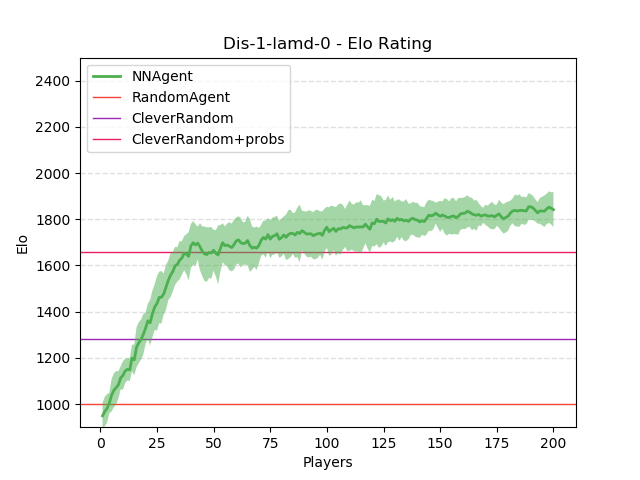 Dis-1-lamd-0 - Elo Rating
NNAgent
RandomAgent
CleverRandom
CleverRandom+probs
Elo
2400
2200
2000
1800
1600
1400
1200
1000
0 25 50 75 100 125 150 175 200
Players